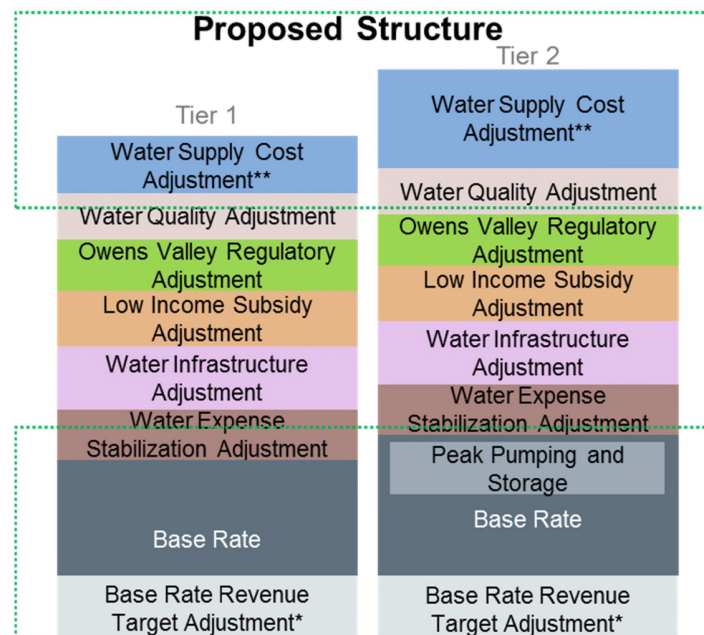 Proposed Structure
Tier 1
Water Supply Cost
Adjustment**
Water Quality Adjustment
Owens Valley Regulatory
Adjustment
Low Income Subsidy
Adjustment
Water Infrastructure
Adjustment
Water Expense
Stabilization Adjustment
Base Rate
Base Rate Revenue
Target Adjustment*
Tier 2
Water Supply Cost
Adjustment**
Water Quality Adjustment
Owens Valley Regulatory
Adjustment
Low Income Subsidy
Adjustment
Water Infrastructure
Adjustment
Water Expense
Stabilization Adjustment
Peak Pumping and
Storage
Base Rate
Base Rate Revenue
Target Adjustment*